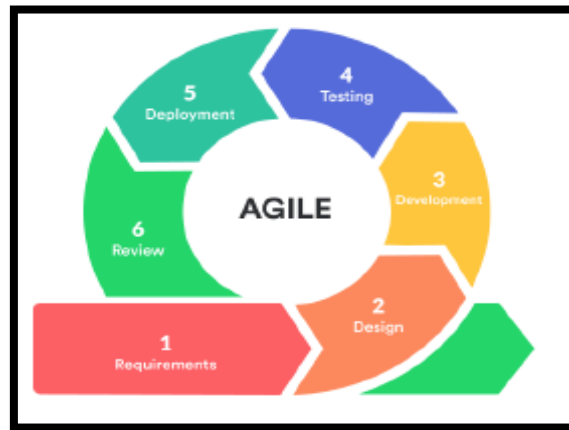 4
Testing
5
Deployment
3
Development
AGILE
6
Review
2
Design
1
Requirements